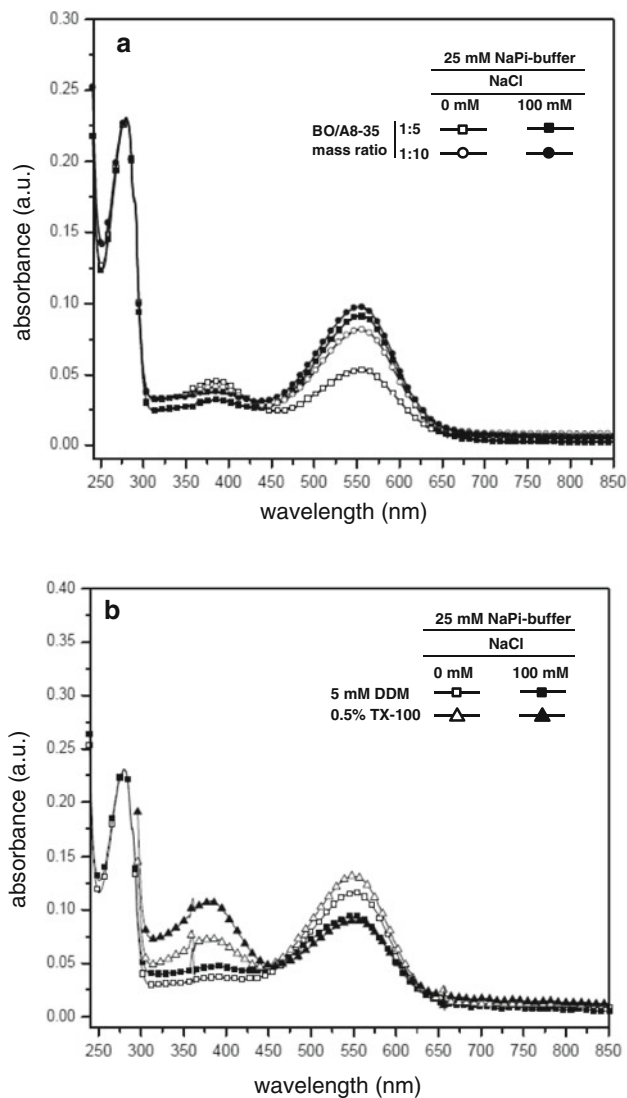 a
25 mM NaPi-buffer
NaCl
0 mM 100 mM
BO/A8-35 mass ratio
1:5
1:10
absorbance (a.u.)
0.30
0.25
0.20
0.15
0.10
0.05
0.00
250 300 350 400 450 500 550 600 650 700 750 800 850
wavelength (nm)
b
25 mM NaPi-buffer
NaCl
0 mM 100 mM
5 mM DDM
0.5% TX-100
absorbance (a.u.)
0.40
0.35
0.30
0.25
0.20
0.15
0.10
0.05
0.00
250 300 350 400 450 500 550 600 650 700 750 800 850
wavelength (nm)